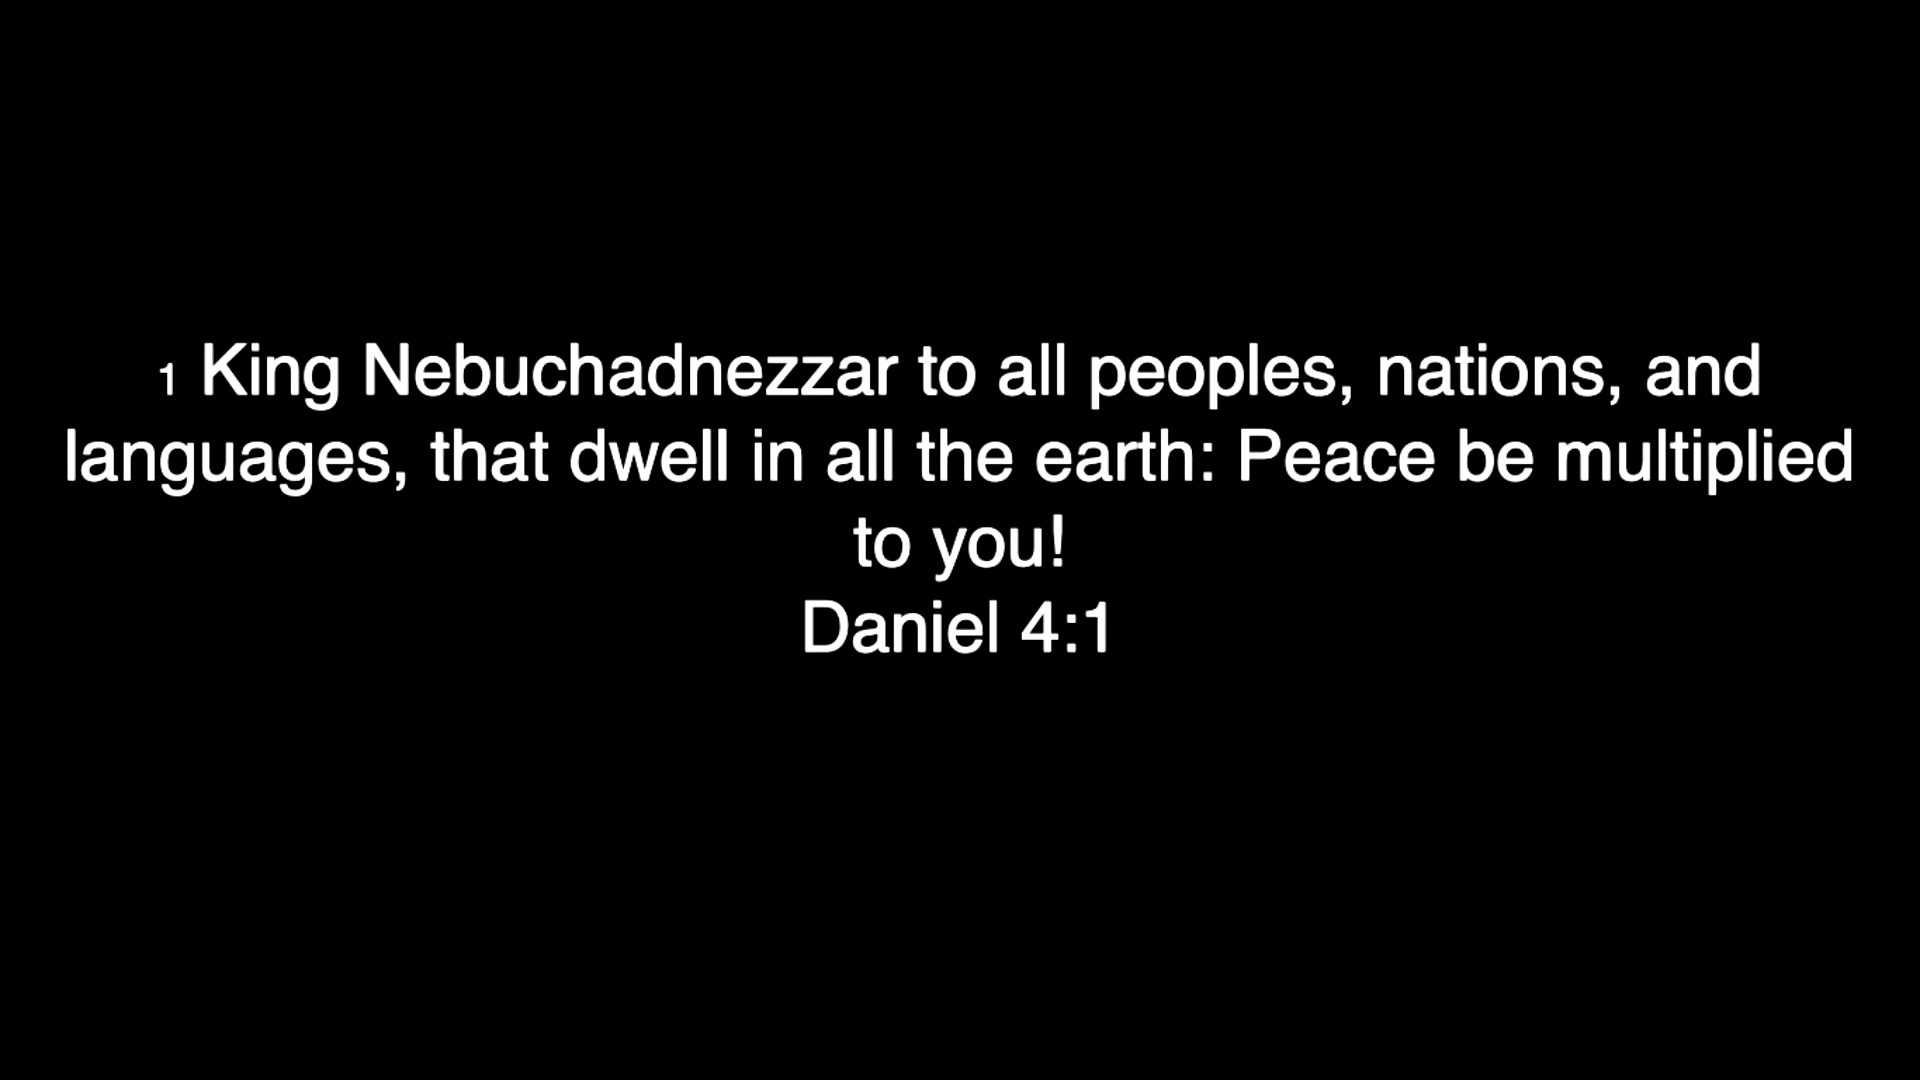 1 King Nebuchadnezzar to all peoples, nations, and
languages, that dwell in all the earth: Peace be multiplied
to you!
Daniel 4:1